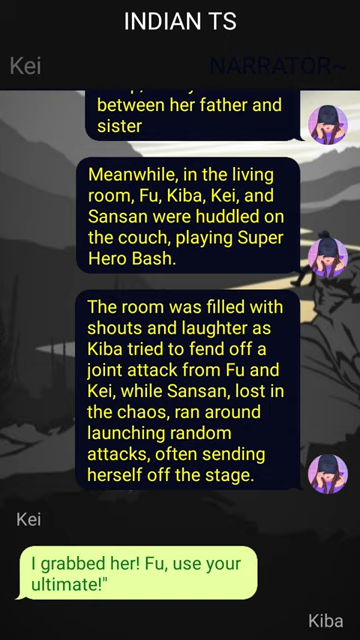 INDIAN TS
Kei
NARRATOR~
between her father and
sister
Meanwhile, in the living
room, Fu, Kiba, Kei, and
Sansan were huddled on
the couch, playing Super
Hero Bash.
The room was filled with
shouts and laughter as
Kiba tried to fend off a
joint attack from Fu and
Kei, while Sansan, lost in
the chaos, ran around
launching random
attacks, often sending
herself off the stage.
Kei
I grabbed her! Fu, use your
ultimate!"
Kiba